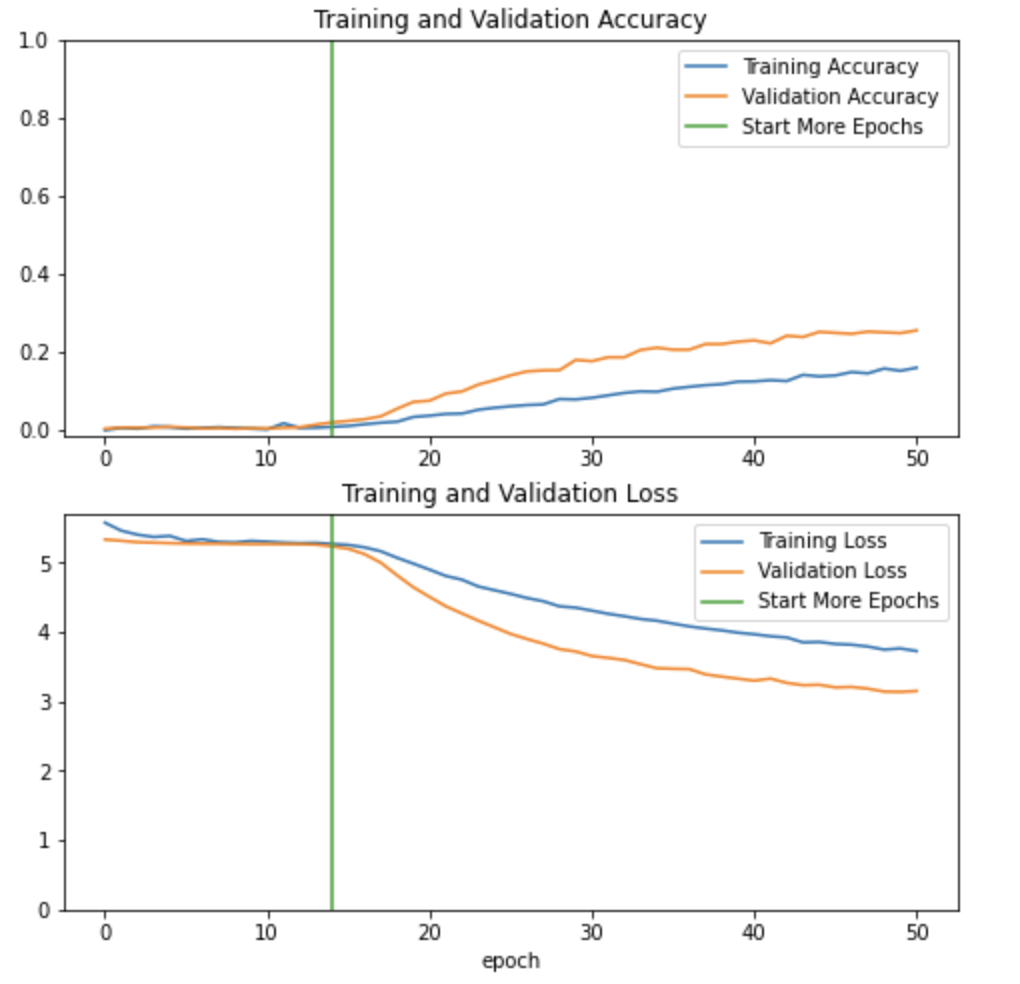 Training and Validation Accuracy
1.0
0.8
0.6
0.4
0.2
0.0
Training Accuracy
Validation Accuracy
Start More Epochs
0 10 20 30 40 50
Training and Validation Loss
5
4
3
2
1
0
Training Loss
Validation Loss
Start More Epochs
0 10 20 30 40 50
epoch